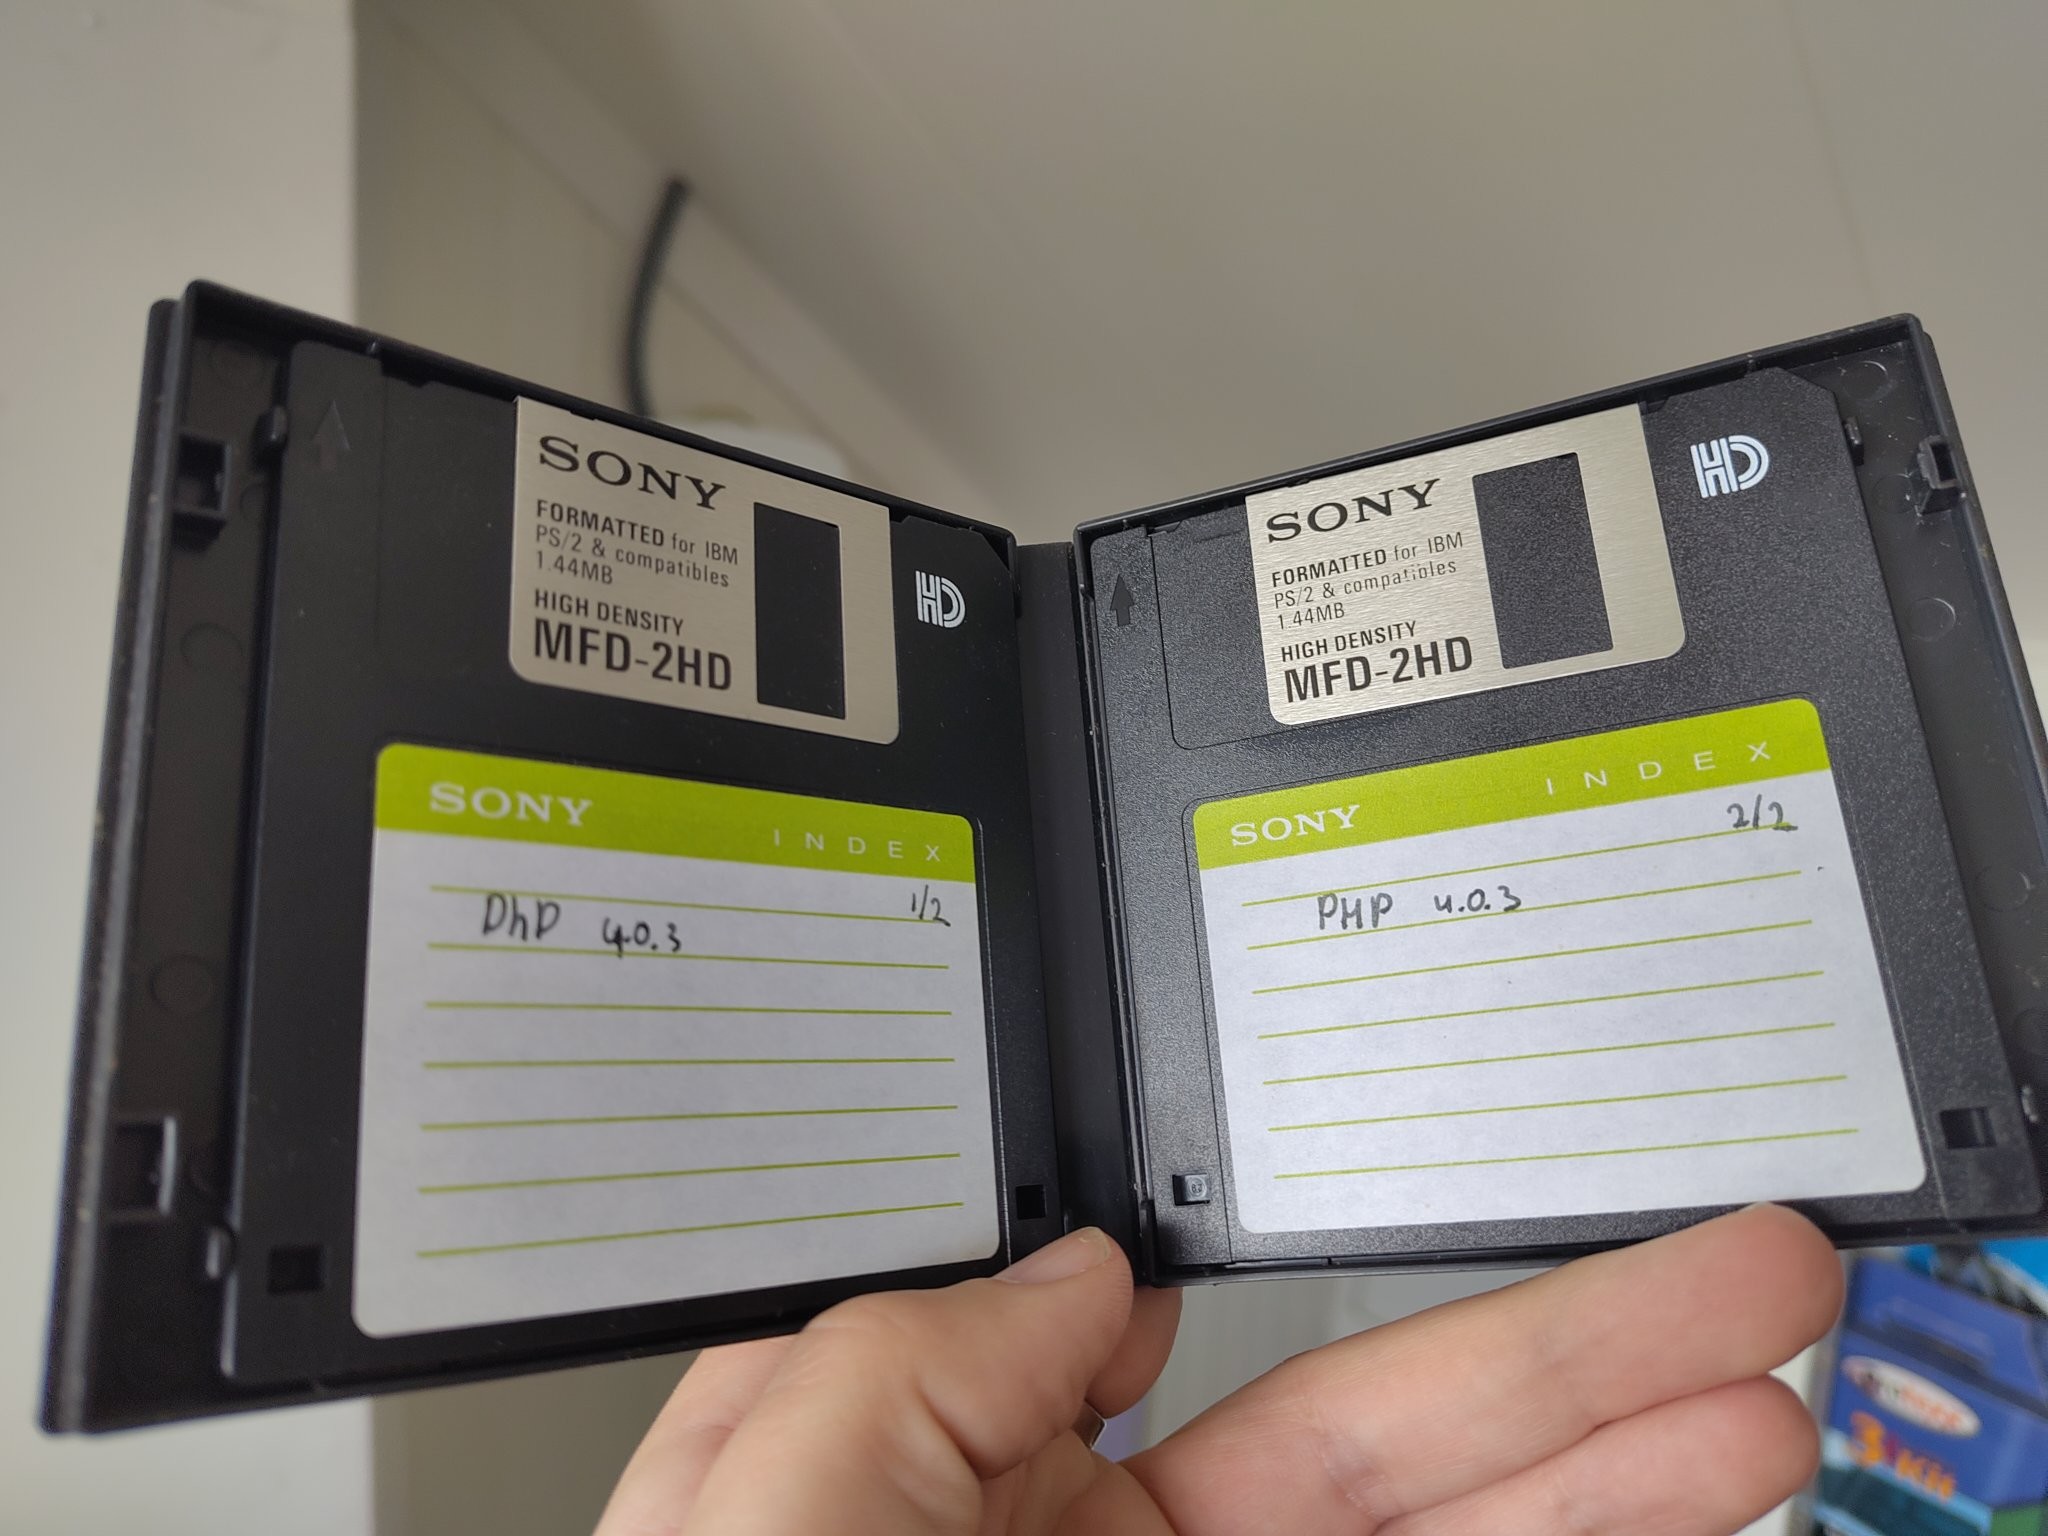 SONY
FORMATTED for IBM
PS/2 & compatibles
1.44MB
HIGH DENSITY
MFD-2HD
HD
SONY
INDEX
1/2
PhP 4.0.3
SONY
FORMATTED for IBM
PS/2 & compatibles
1.44MB
HIGH DENSITY
MFD-2HD
HD
SONY
INDEX
2/2
PHP 4.0.3